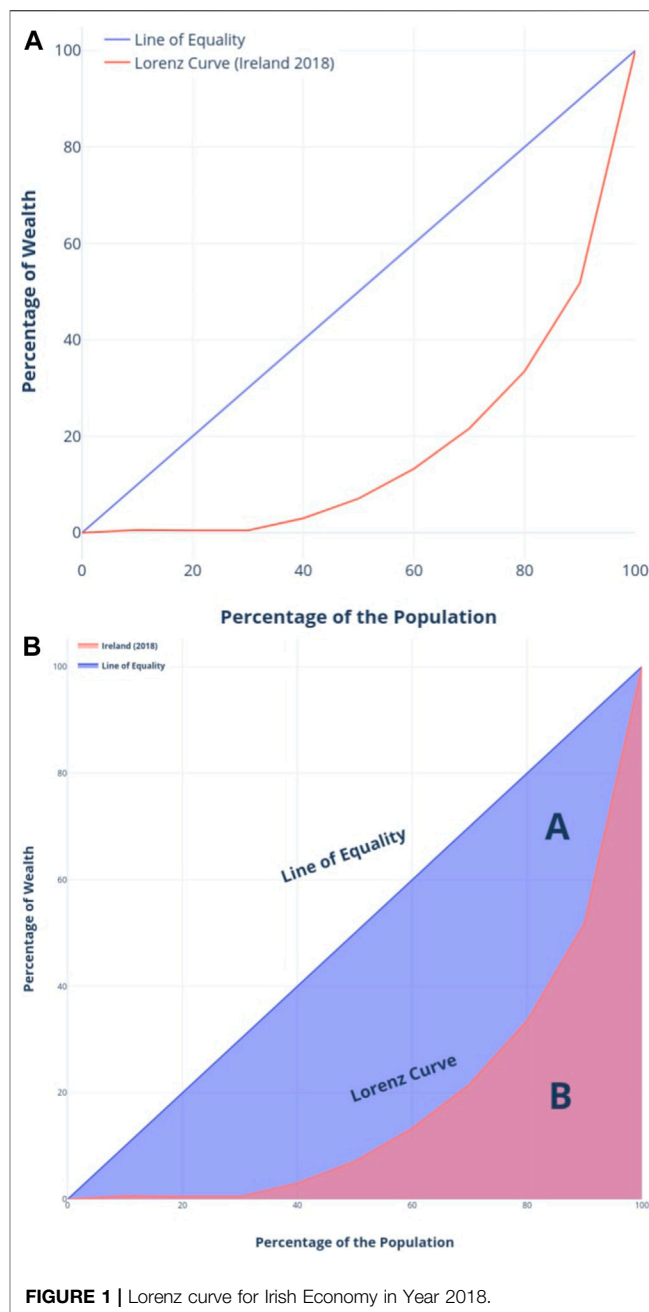 A
Line of Equality
Lorenz Curve (Ireland 2018)
100
80
60
40
20
0
Percentage of Wealth
0 20 40 60 80 100
Percentage of the Population
B
Ireland (2018)
Line of Equality
100
80
60
40
20
0
Percentage of Wealth
Line of Equality
A
Lorenz Curve
B
0 20 40 60 80 100
Percentage of the Population
FIGURE 1 | Lorenz curve for Irish Economy in Year 2018.